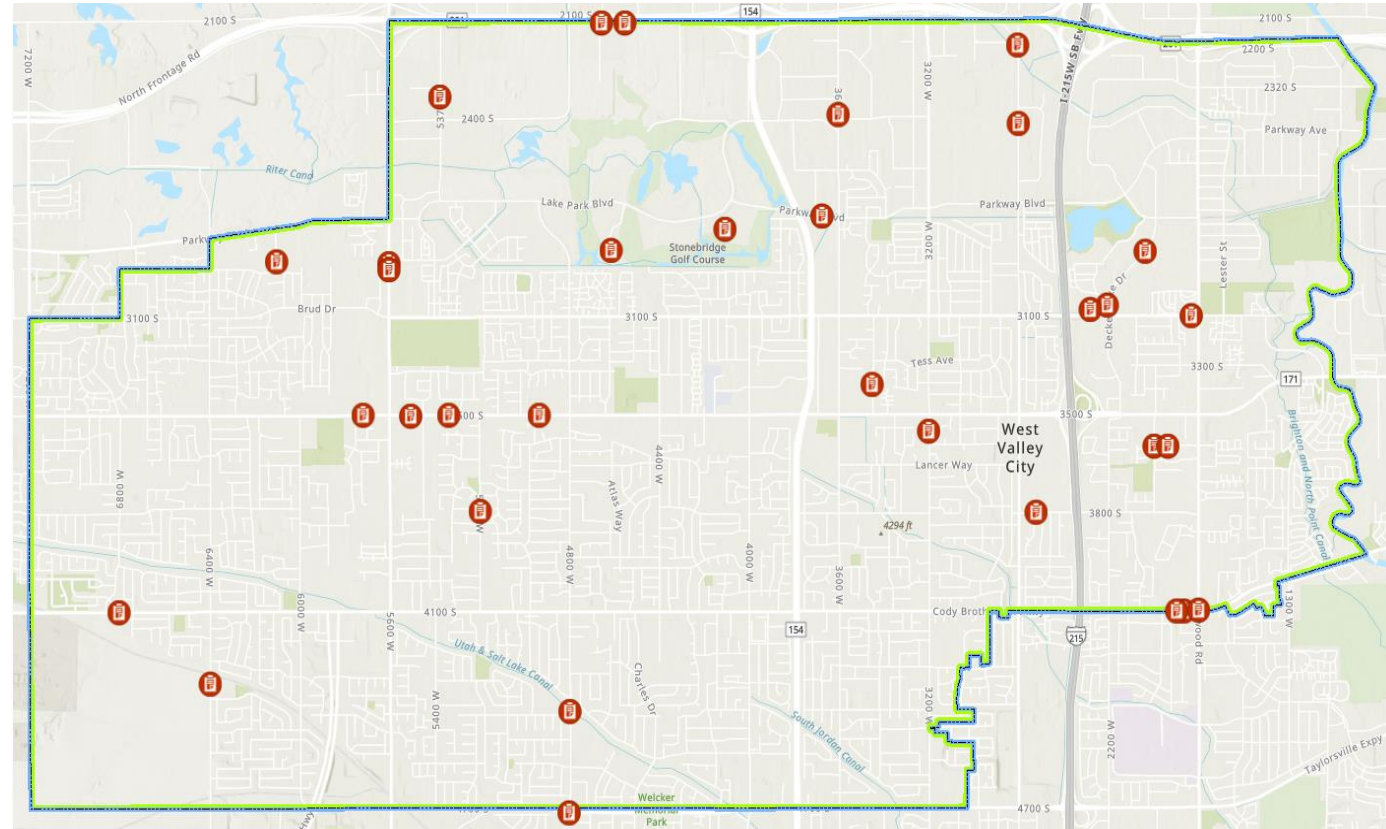 2100 S
2100 S
154
2100 S
7200 W
North Frontage Rd
I-215W SB Fwy
2200 S
3200 W
2320 S
2400 S
Parkway Ave
Riter Canal
Lake Park Blvd
Parkway Blvd
Stonebridge
Golf Course
3200 W
Lester St
Brud Dr
3100 S
3100 S
3100 S
Tess Ave
3300 S
171
3500 S
West
Valley
City
4400 W
Lancer Way
6800 W
Atlas Way
Brighton and North Point Canal
3800 S
4294 ft
6400 W
4800 W
4000 W
3600 W
6000 W
5600 W
4100 S
1300 W
154
215
Utah & Salt Lake Canal
Charles Dr
5400 W
3200 W
South Jordan Canal
2200 W
Taylorsville Expy
Welcker
Memorial
Park
4700 S